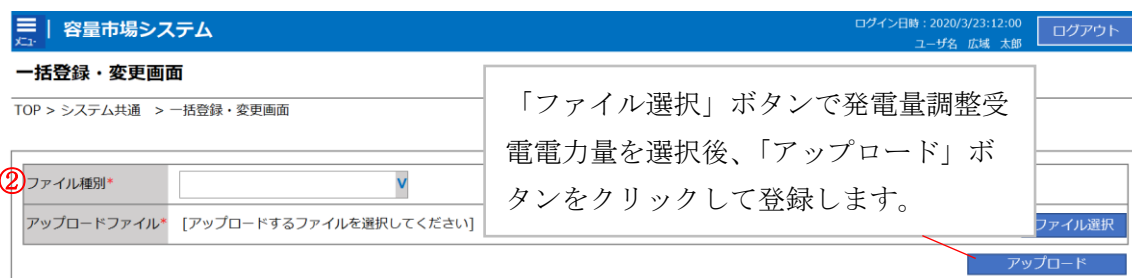 メニュー
容量市場システム
ログイン日時：2020/3/23:12:00
ユーザ名 広域 太郎
ログアウト
一括登録・変更画面
TOP > システム共通 > 一括登録・変更画面
「ファイル選択」ボタンで発電量調整受
電電力量を選択後、「アップロード」ボ
タンをクリックして登録します。
②
ファイル種別*
V
アップロードファイル* [アップロードするファイルを選択してください]
ファイル選択
アップロード